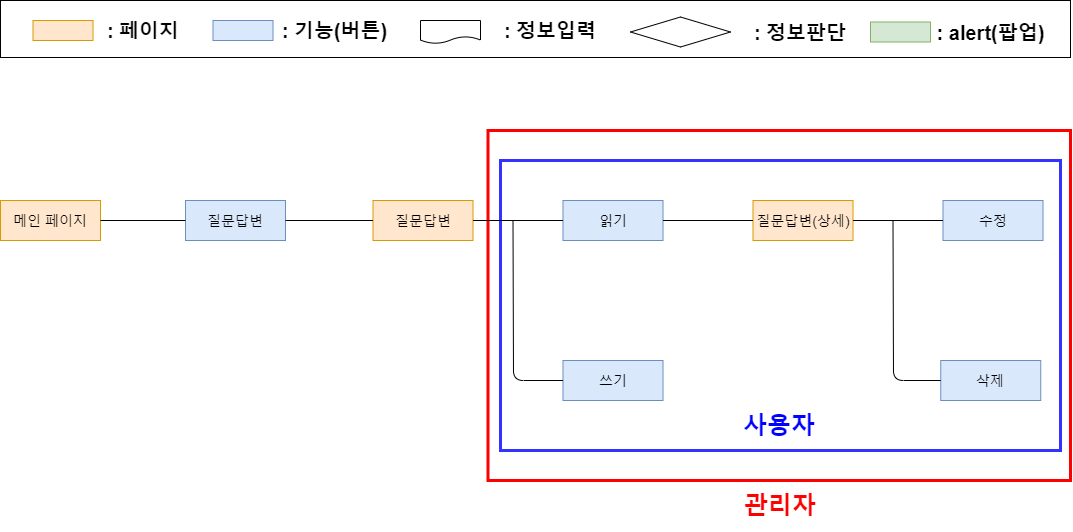 : 페이지
: 기능(버튼)
: 정보입력
: 정보판단
: alert(팝업)
메인 페이지
질문답변
질문답변
읽기
질문답변(상세)
수정
쓰기
삭제
사용자
관리자